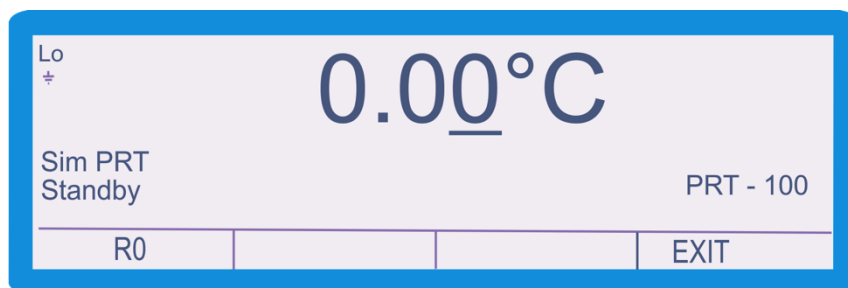 Lo
0.00°C
Sim PRT
Standby
PRT - 100
R0
EXIT